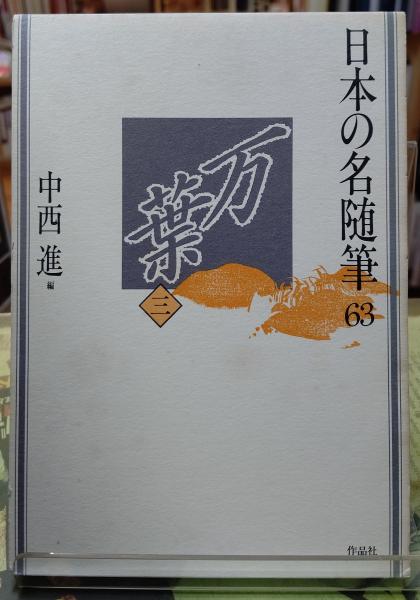 日本の名随筆 63
万葉
三
中西 進 編
作品社